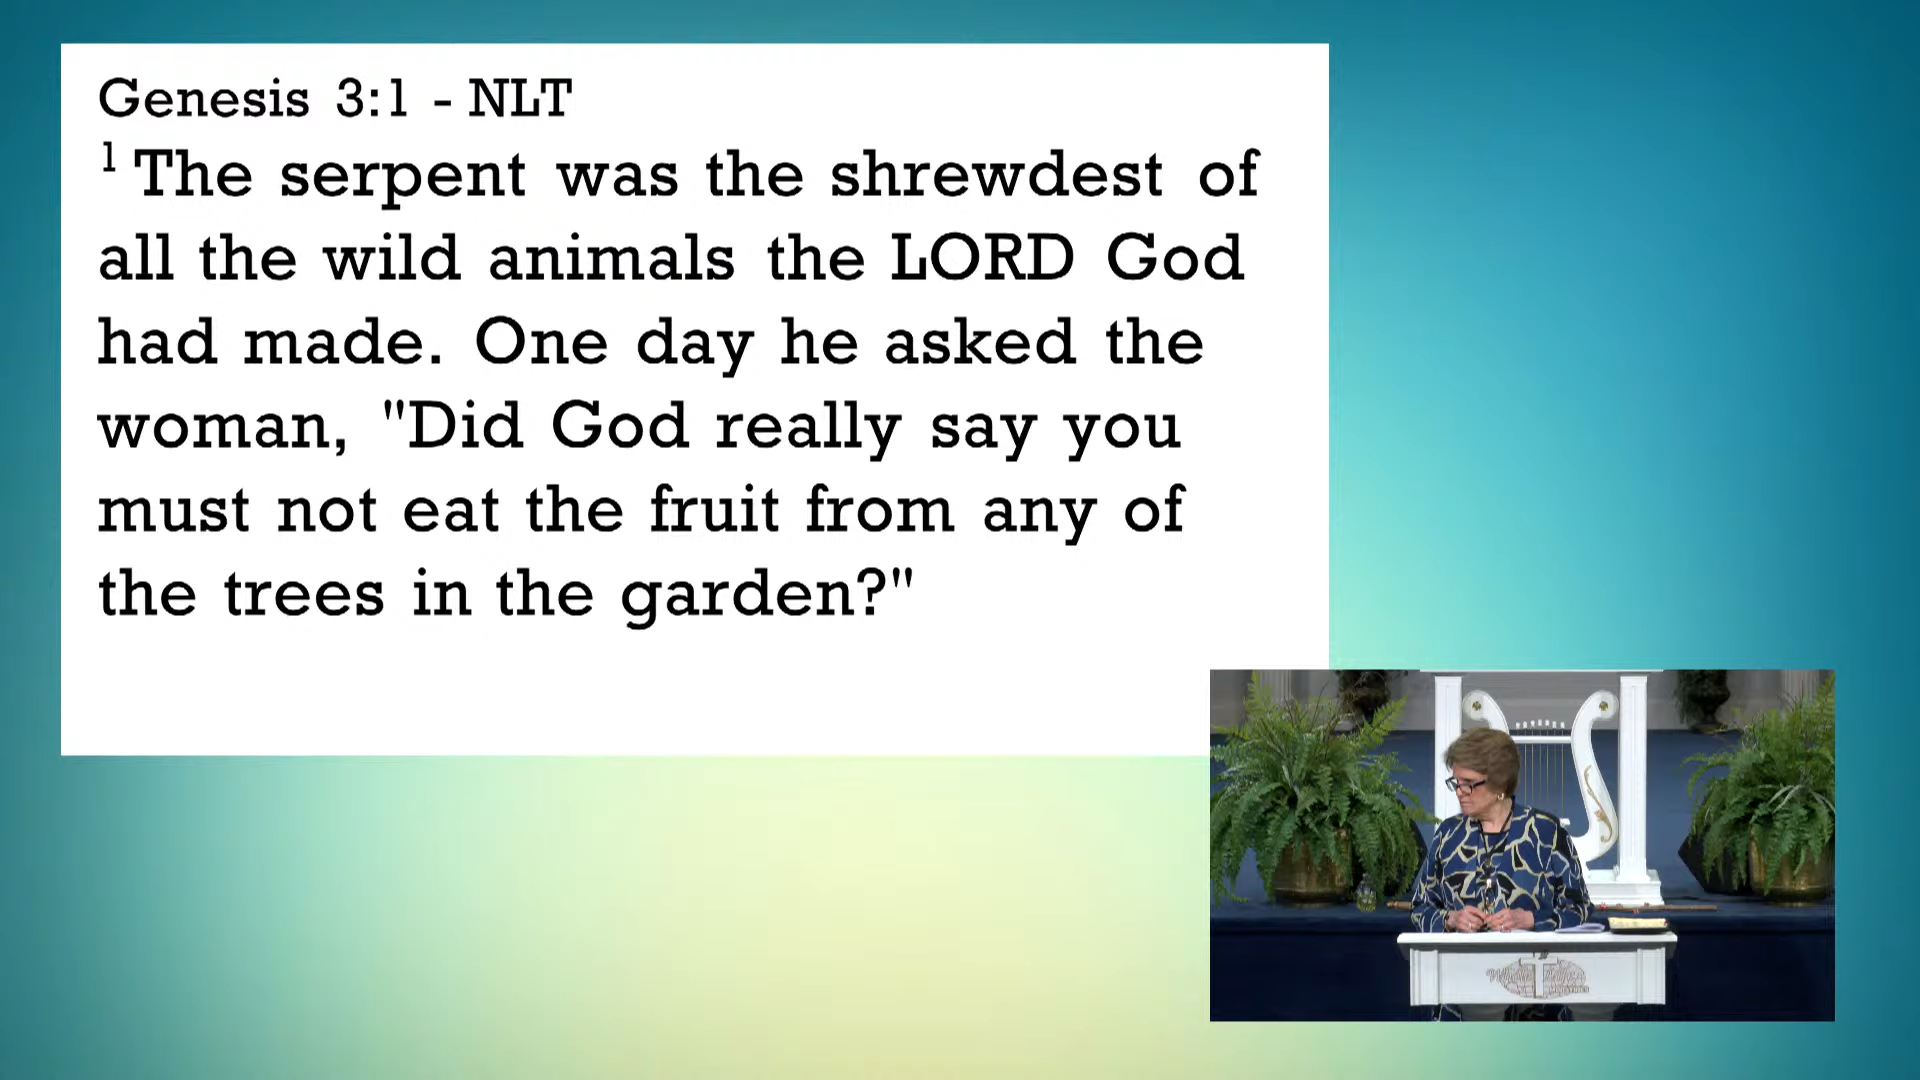 Genesis 3:1 - NLT
1 The serpent was the shrewdest of
all the wild animals the LORD God
had made. One day he asked the
woman, "Did God really say you
must not eat the fruit from any of
the trees in the garden?"